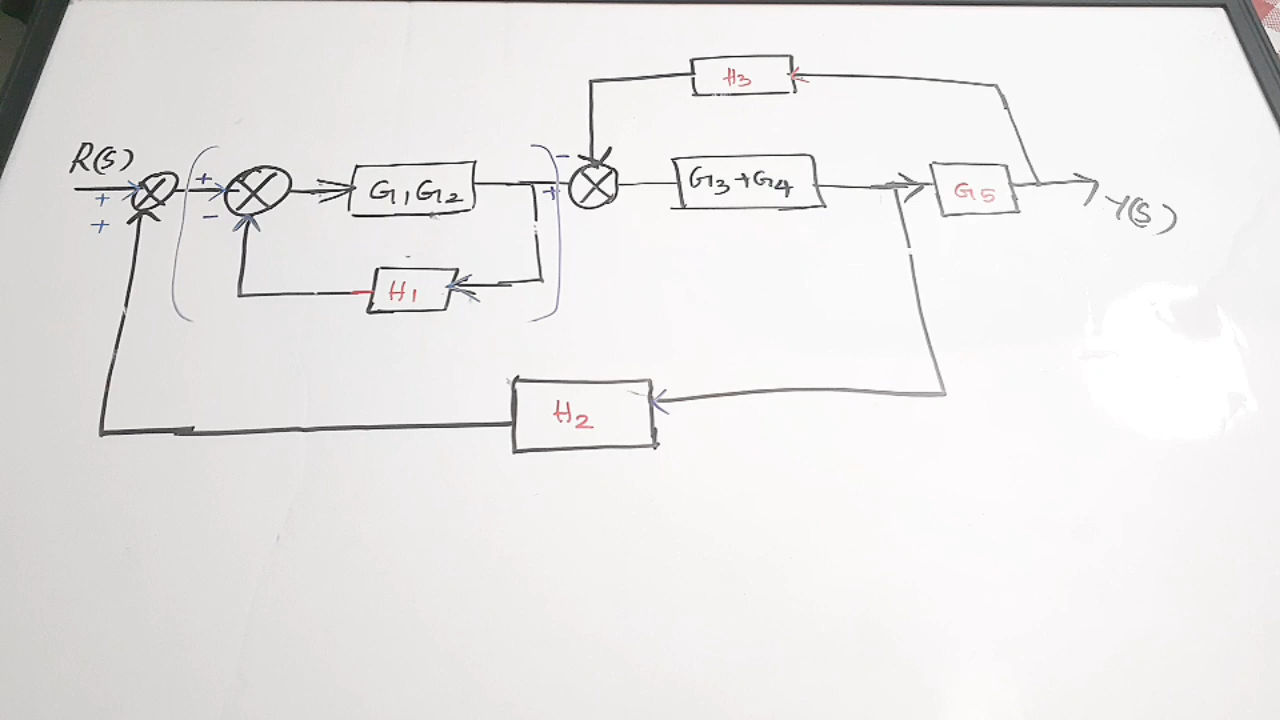 H3
R(S)
+
+
+
-
G1G2
-
+
G3+G4
G5
Y(S)
H1
H2